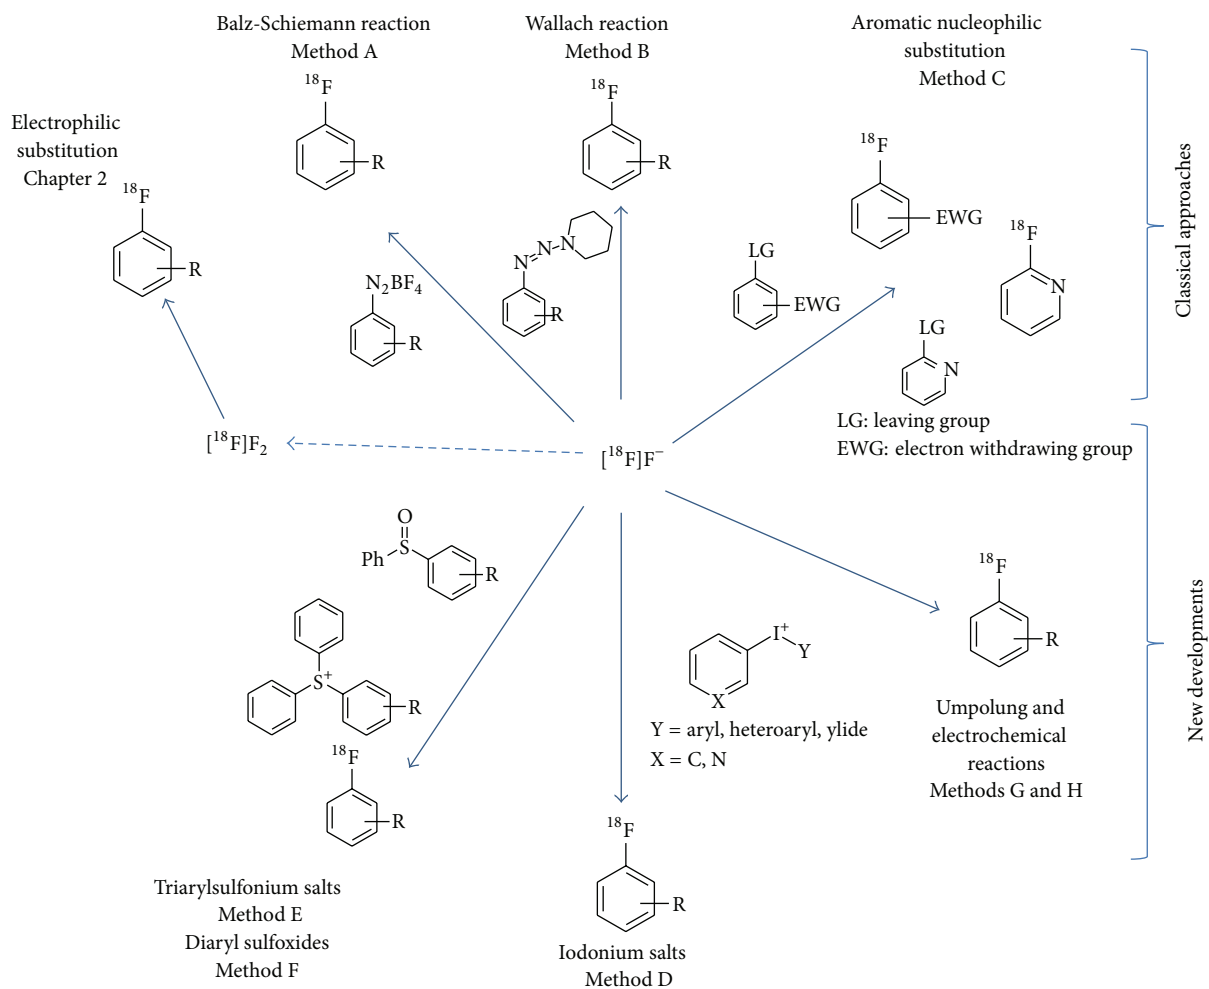 Balz-Schiemann reaction
Method A
Wallach reaction
Method B
Aromatic nucleophilic
substitution
Method C
Electrophilic
substitution
Chapter 2
¹⁸F
R
¹⁸F
R
¹⁸F
R
¹⁸F
EWG
¹⁸F
N
N₂BF₄
R
N=N-N
R
LG
EWG
LG
N
LG: leaving group
EWG: electron withdrawing group
Classical approaches
[¹⁸F]F₂
[¹⁸F]F⁻
O
Ph
S
R
S⁺
R
¹⁸F
R
Triarylsulfonium salts
Method E
Diaryl sulfoxides
Method F
I⁺
Y
X
Y = aryl, heteroaryl, ylide
X = C, N
¹⁸F
R
Iodonium salts
Method D
¹⁸F
R
Umpolung and
electrochemical
reactions
Methods G and H
New developments